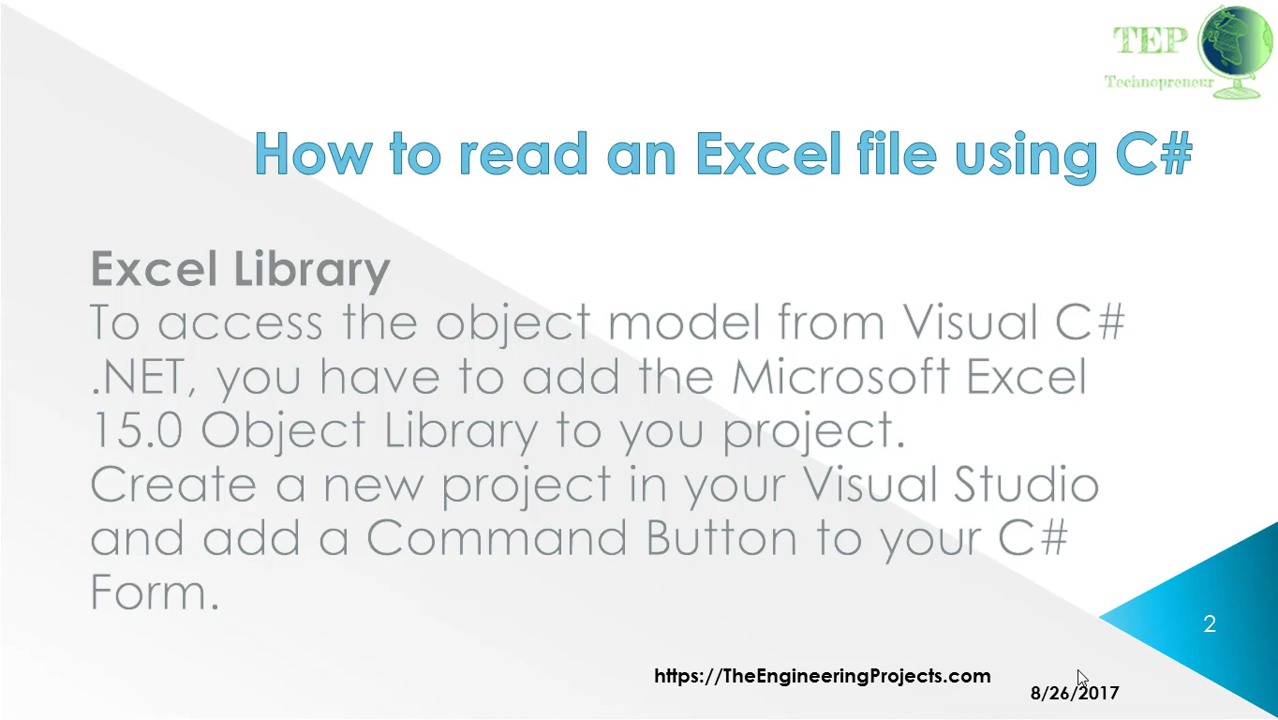 TEP
Technopreneur
How to read an Excel file using C#
Excel Library
To access the object model from Visual C#
.NET, you have to add the Microsoft Excel
15.0 Object Library to you project.
Create a new project in your Visual Studio
and add a Command Button to your C#
Form.
2
https://TheEngineeringProjects.com
8/26/2017